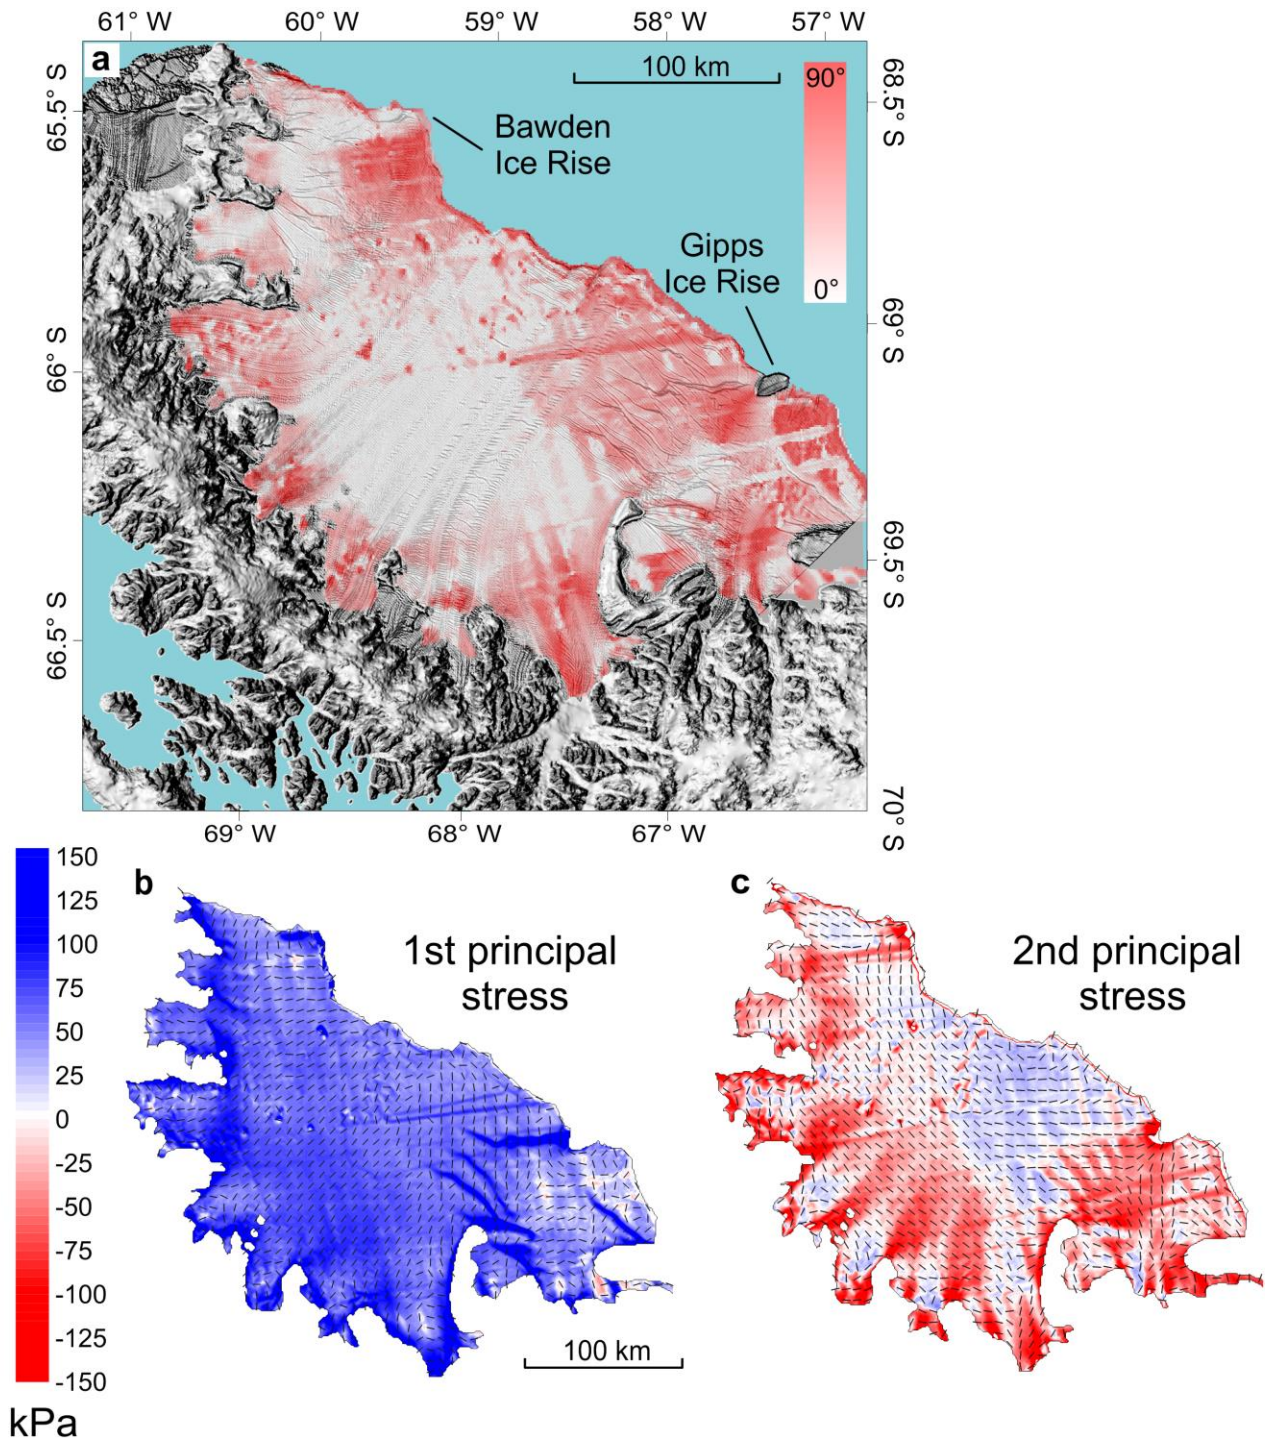 61° W 60° W 59° W 58° W 57° W
a
100 km
90°
0°
65.5° S
66° S
66.5° S
68.5° S
69° S
69.5° S
70° S
Bawden
Ice Rise
Gipps
Ice Rise
69° W 68° W 67° W
150
125
100
75
50
25
0
-25
-50
-75
-100
-125
-150
kPa
b
1st principal
stress
100 km
c
2nd principal
stress